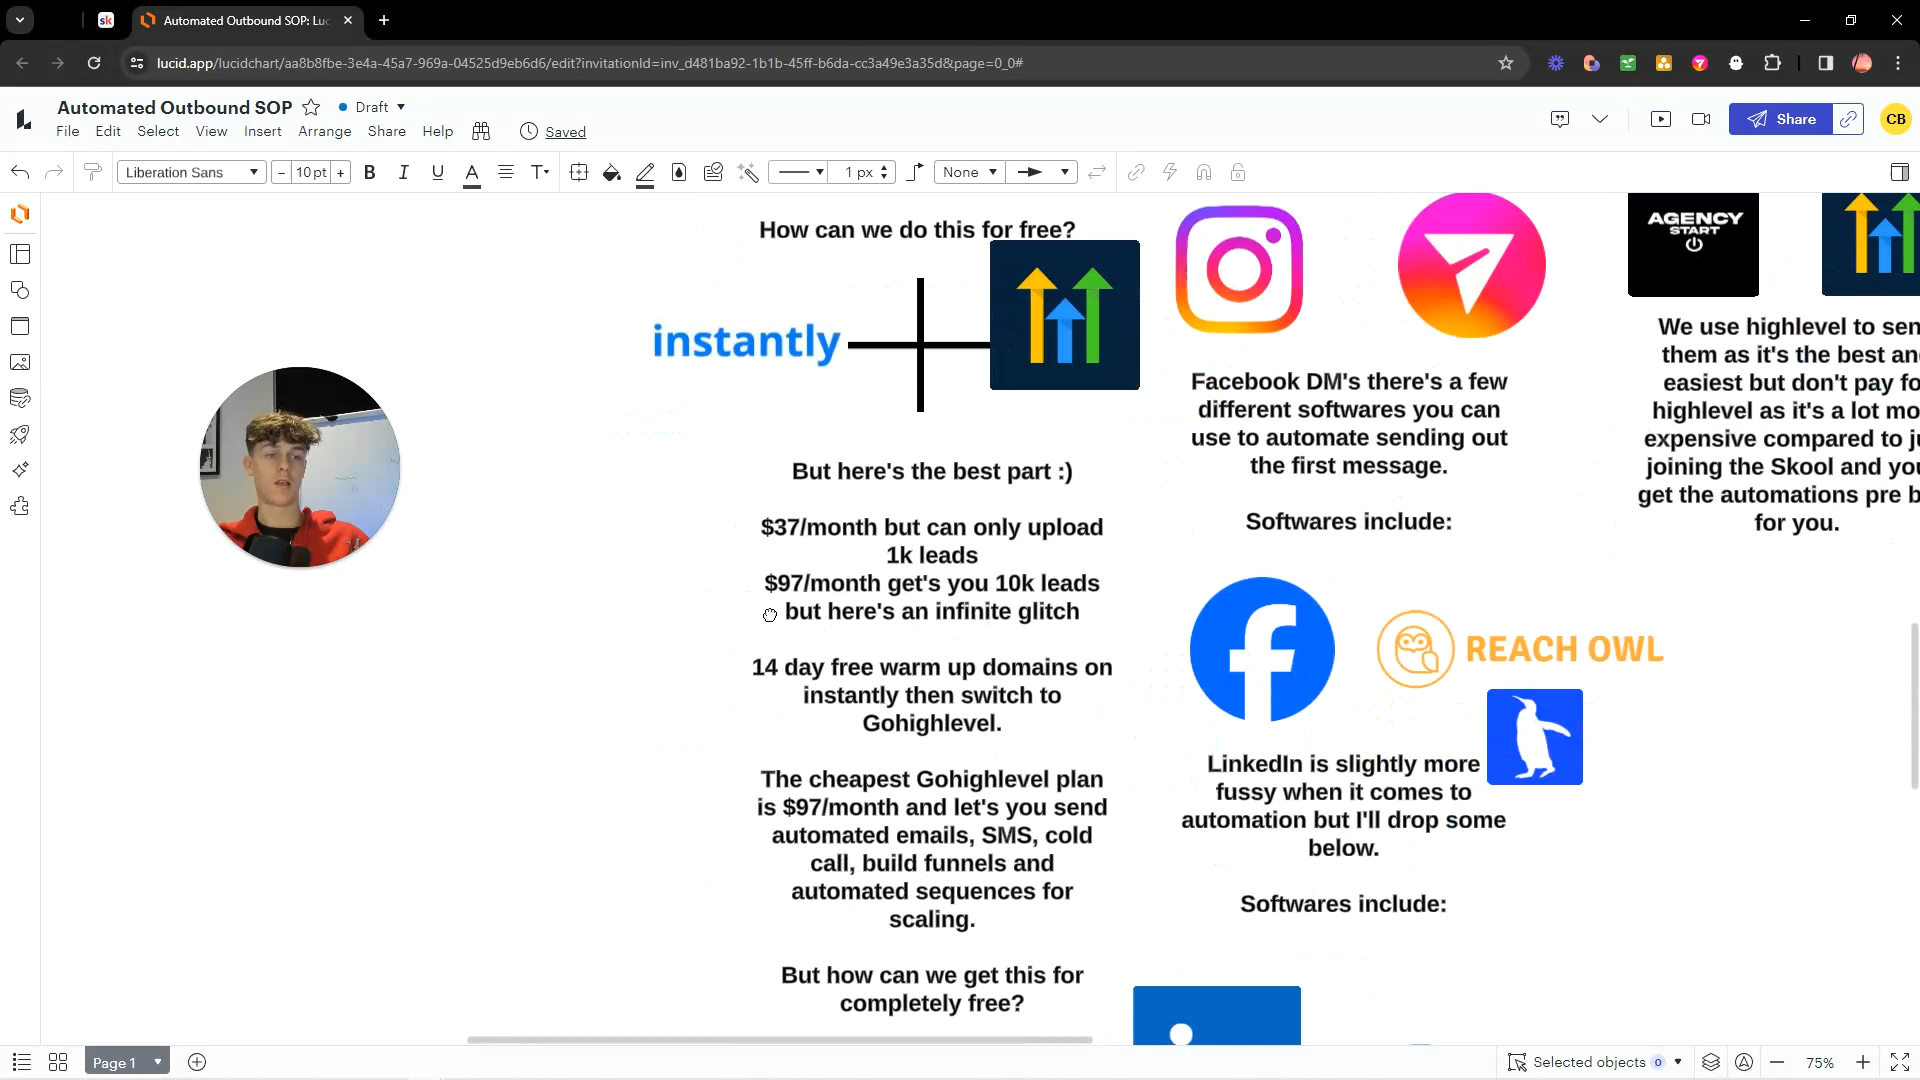 sk
Automated Outbound SOP: Luc
lucid.app/lucidchart/aa8b8fbe-3e4a-45a7-969a-04525d9eb6d6/edit?invitationId=inv_d481ba92-1b1b-45ff-b6da-cc3a49e3a35d&page=0_0#
Automated Outbound SOP
Draft
File Edit Select View Insert Arrange Share Help
Saved
Share
CB
Liberation Sans
- 10 pt +
B I U A T
1 px
None
How can we do this for free?
instantly
But here's the best part :)
$37/month but can only upload
1k leads
$97/month get's you 10k leads
but here's an infinite glitch
14 day free warm up domains on
instantly then switch to
Gohighlevel.
The cheapest Gohighlevel plan
is $97/month and let's you send
automated emails, SMS, cold
call, build funnels and
automated sequences for
scaling.
But how can we get this for
completely free?
Facebook DM's there's a few
different softwares you can
use to automate sending out
the first message.
Softwares include:
REACH OWL
LinkedIn is slightly more
fussy when it comes to
automation but I'll drop some
below.
Softwares include:
AGENCY
START
We use highlevel to sen
them as it's the best an
easiest but don't pay fo
highlevel as it's a lot mo
expensive compared to ju
joining the Skool and you
get the automations pre b
for you.
Page 1
Selected objects 0
75%